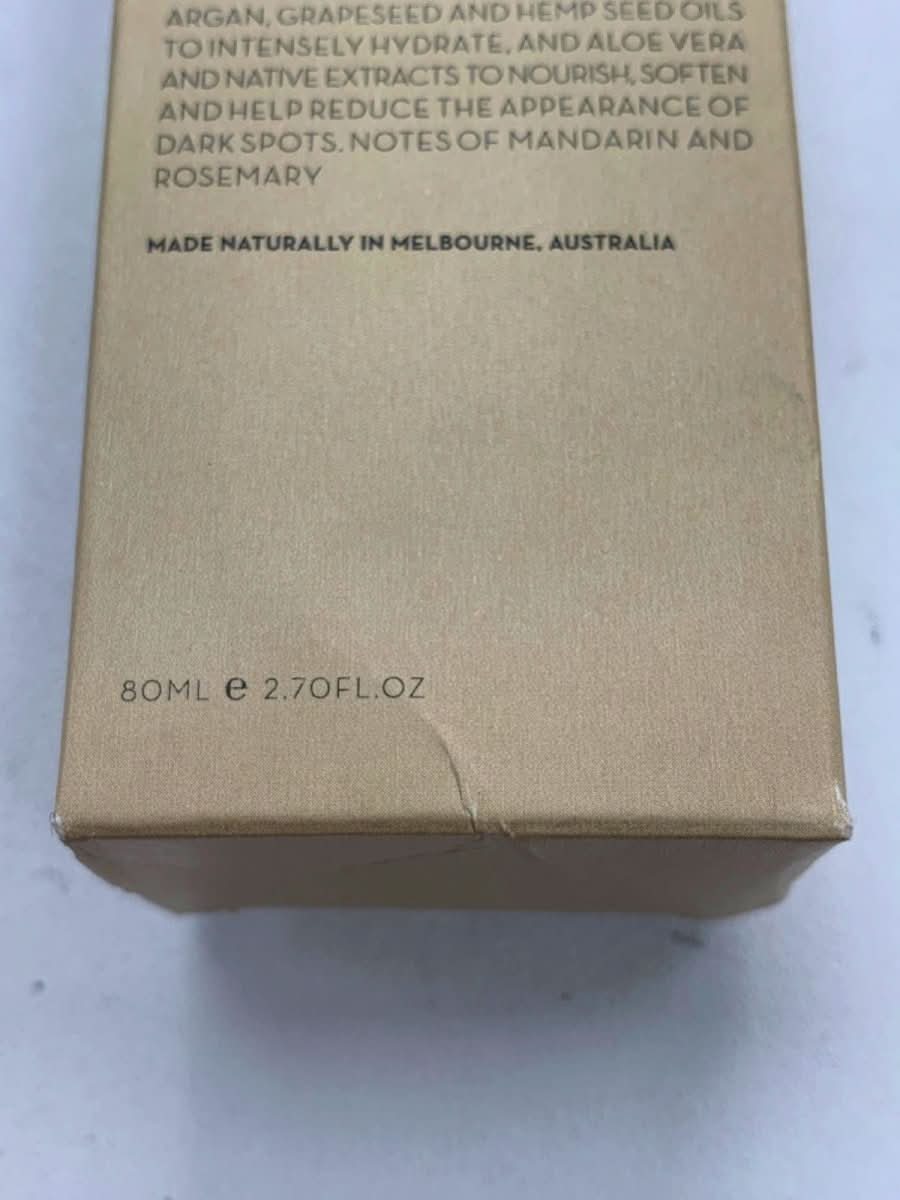 ARGAN, GRAPESEED AND HEMP SEED OILS
TO INTENSELY HYDRATE, AND ALOE VERA
AND NATIVE EXTRACTS TO NOURISH, SOFTEN
AND HELP REDUCE THE APPEARANCE OF
DARK SPOTS. NOTES OF MANDARIN AND
ROSEMARY
MADE NATURALLY IN MELBOURNE, AUSTRALIA
80ML e 2.70FL.OZ